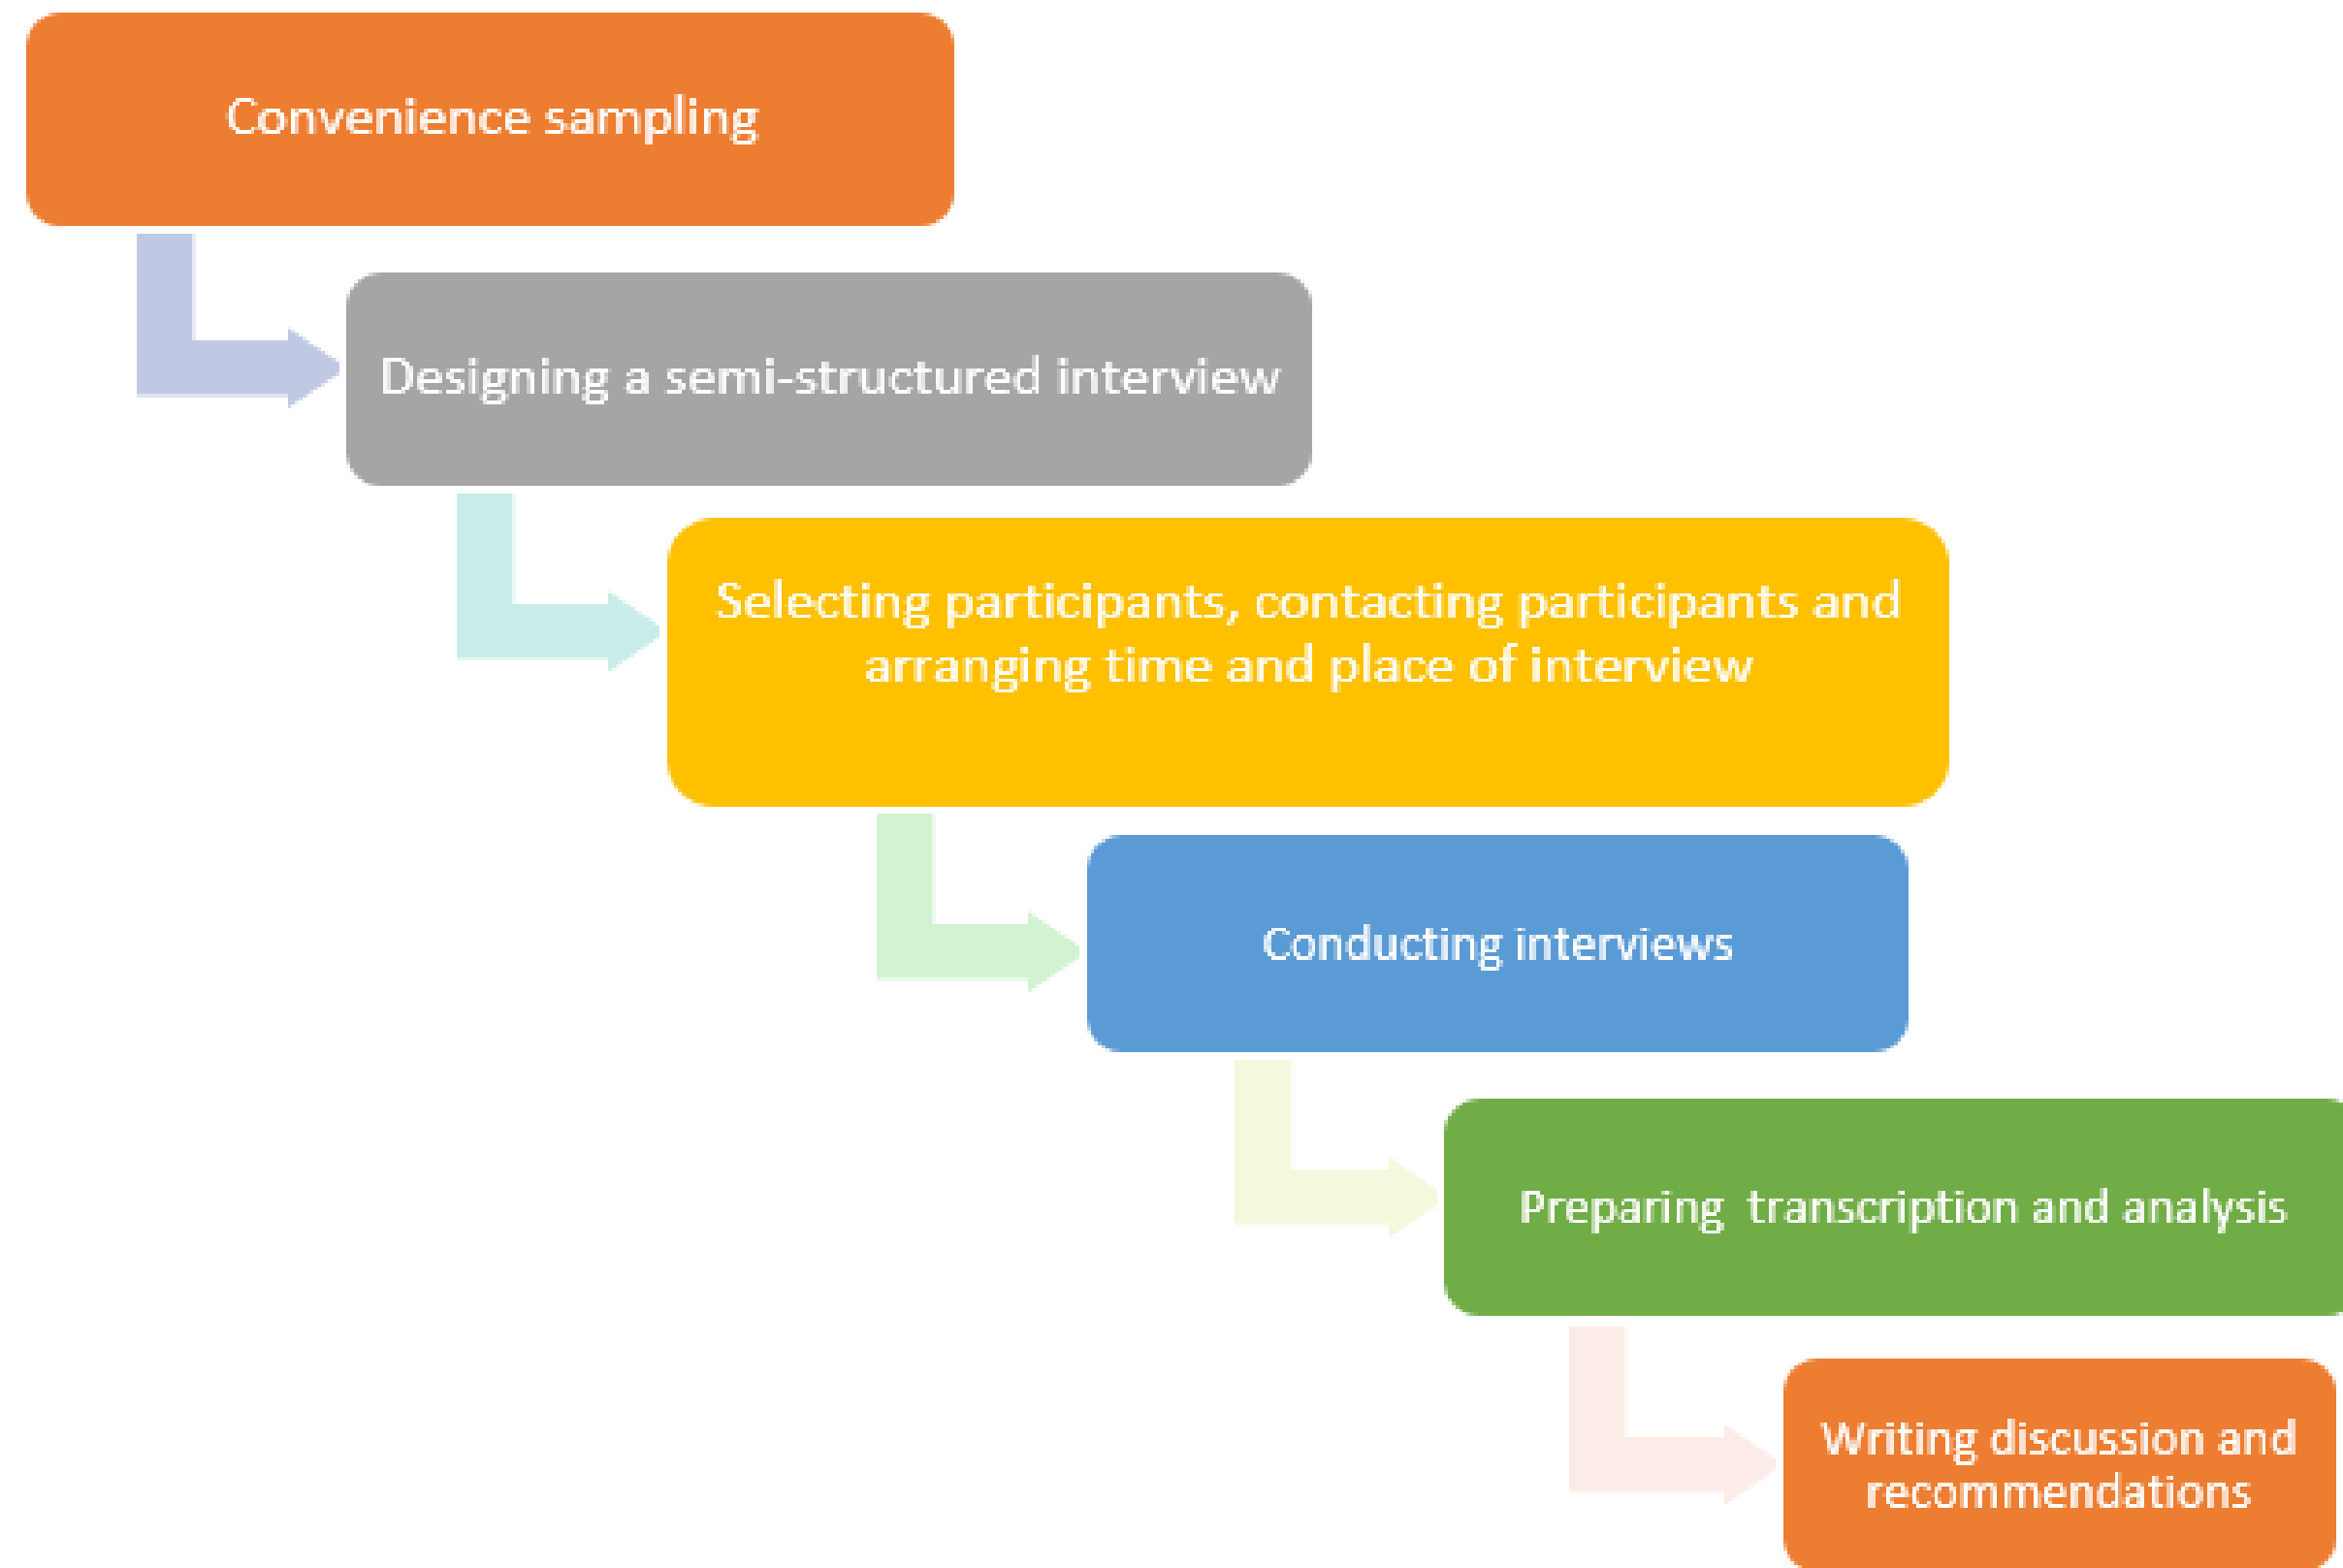 Convenience sampling
Designing a semi-structured interview
Selecting participants, contacting participants and
arranging time and place of interview
Conducting interviews
Preparing  transcription and analysis
Writing discussion and
recommendations